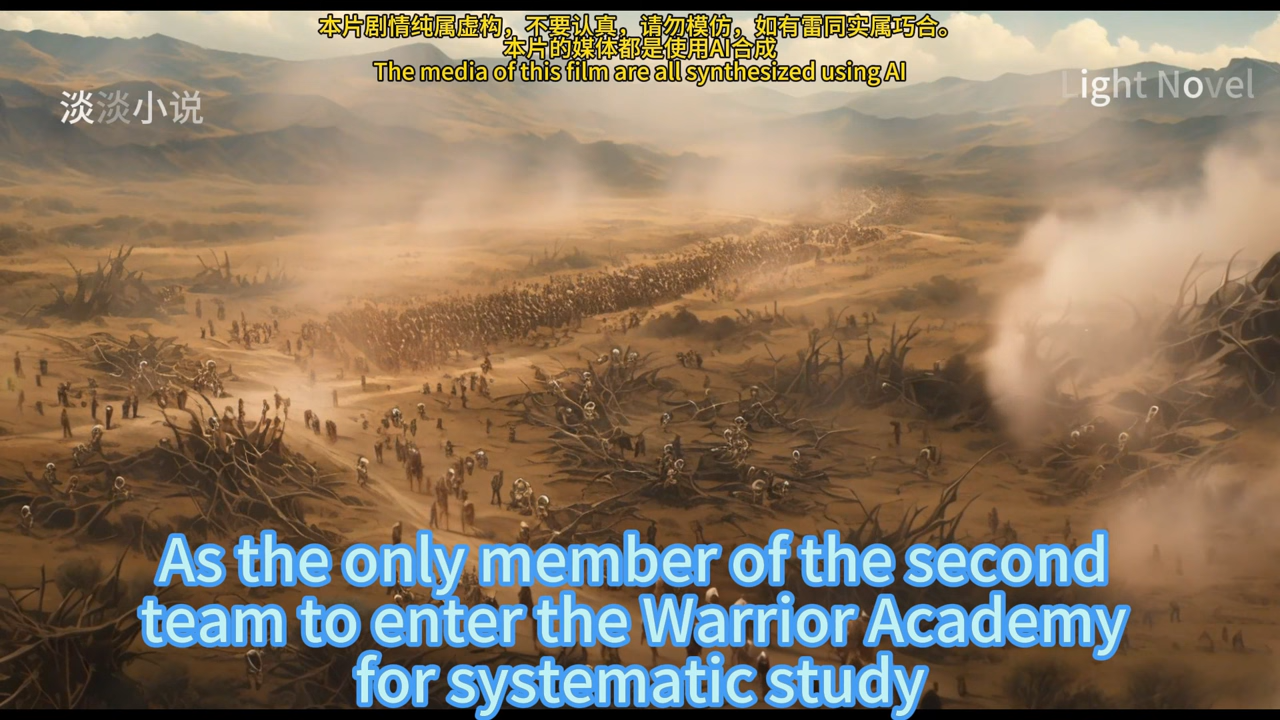 本片剧情纯属虚构，不要认真，请勿模仿，如有雷同实属巧合。
本片的媒体都是使用AI合成
The media of this film are all synthesized using AI
淡淡小说
Light Novel
As the only member of the second
team to enter the Warrior Academy
for systematic study